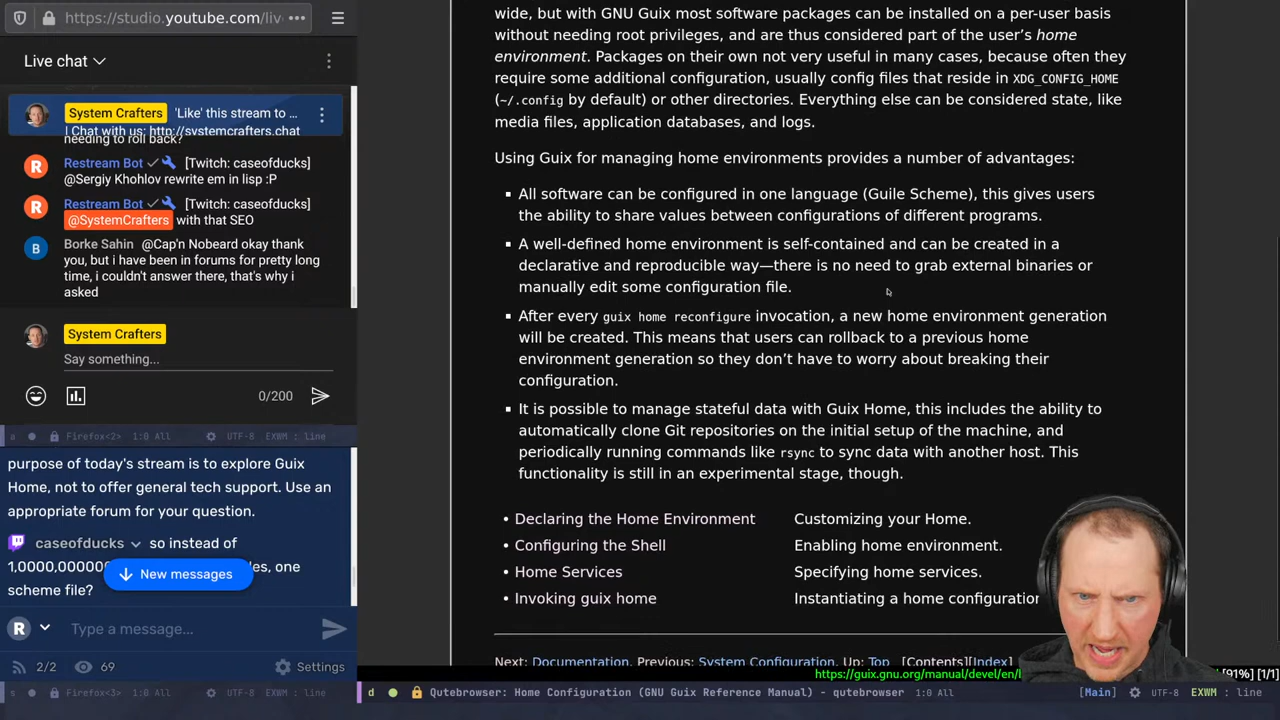 https://studio.youtube.com/liv
Live chat
System Crafters 'Like' this stream to ...
| Chat with us: http://systemcrafters.chat
needing to roll back?
Restream Bot [Twitch: caseofducks]
@Sergiy Khohlov rewrite em in lisp :P
Restream Bot [Twitch: caseofducks]
@SystemCrafters with that SEO
Borke Sahin @Cap'n Nobeard okay thank
you, but i have been in forums for pretty long
time, i couldn't answer there, that's why i
asked
System Crafters
Say something...
0/200
a Firefox<2> 1:0 All UTF-8 EXWM : line
purpose of today's stream is to explore Guix
Home, not to offer general tech support. Use an
appropriate forum for your question.
caseofducks so instead of
1,0000,00000
es, one
New messages
scheme file?
R Type a message...
2/2 69 Settings
a Firefox<3> 1:0 All UTF-8 EXWM : line
wide, but with GNU Guix most software packages can be installed on a per-user basis
without needing root privileges, and are thus considered part of the user's home
environment. Packages on their own not very useful in many cases, because often they
require some additional configuration, usually config files that reside in XDG_CONFIG_HOME
(~/.config by default) or other directories. Everything else can be considered state, like
media files, application databases, and logs.
Using Guix for managing home environments provides a number of advantages:
All software can be configured in one language (Guile Scheme), this gives users
the ability to share values between configurations of different programs.
A well-defined home environment is self-contained and can be created in a
declarative and reproducible way—there is no need to grab external binaries or
manually edit some configuration file.
After every guix home reconfigure invocation, a new home environment generation
will be created. This means that users can rollback to a previous home
environment generation so they don't have to worry about breaking their
configuration.
It is possible to manage stateful data with Guix Home, this includes the ability to
automatically clone Git repositories on the initial setup of the machine, and
periodically running commands like rsync to sync data with another host. This
functionality is still in an experimental stage, though.
• Declaring the Home Environment Customizing your Home.
• Configuring the Shell Enabling home environment.
• Home Services Specifying home services.
• Invoking guix home Instantiating a home configuration
Next: Documentation, Previous: System Configuration, Up: Top [Contents][Index]
https://guix.gnu.org/manual/devel/en/l [91%] [1/1]
d Qutebrowser: Home Configuration (GNU Guix Reference Manual) - qutebrowser 1:0 All [Main] UTF-8 EXWM : line